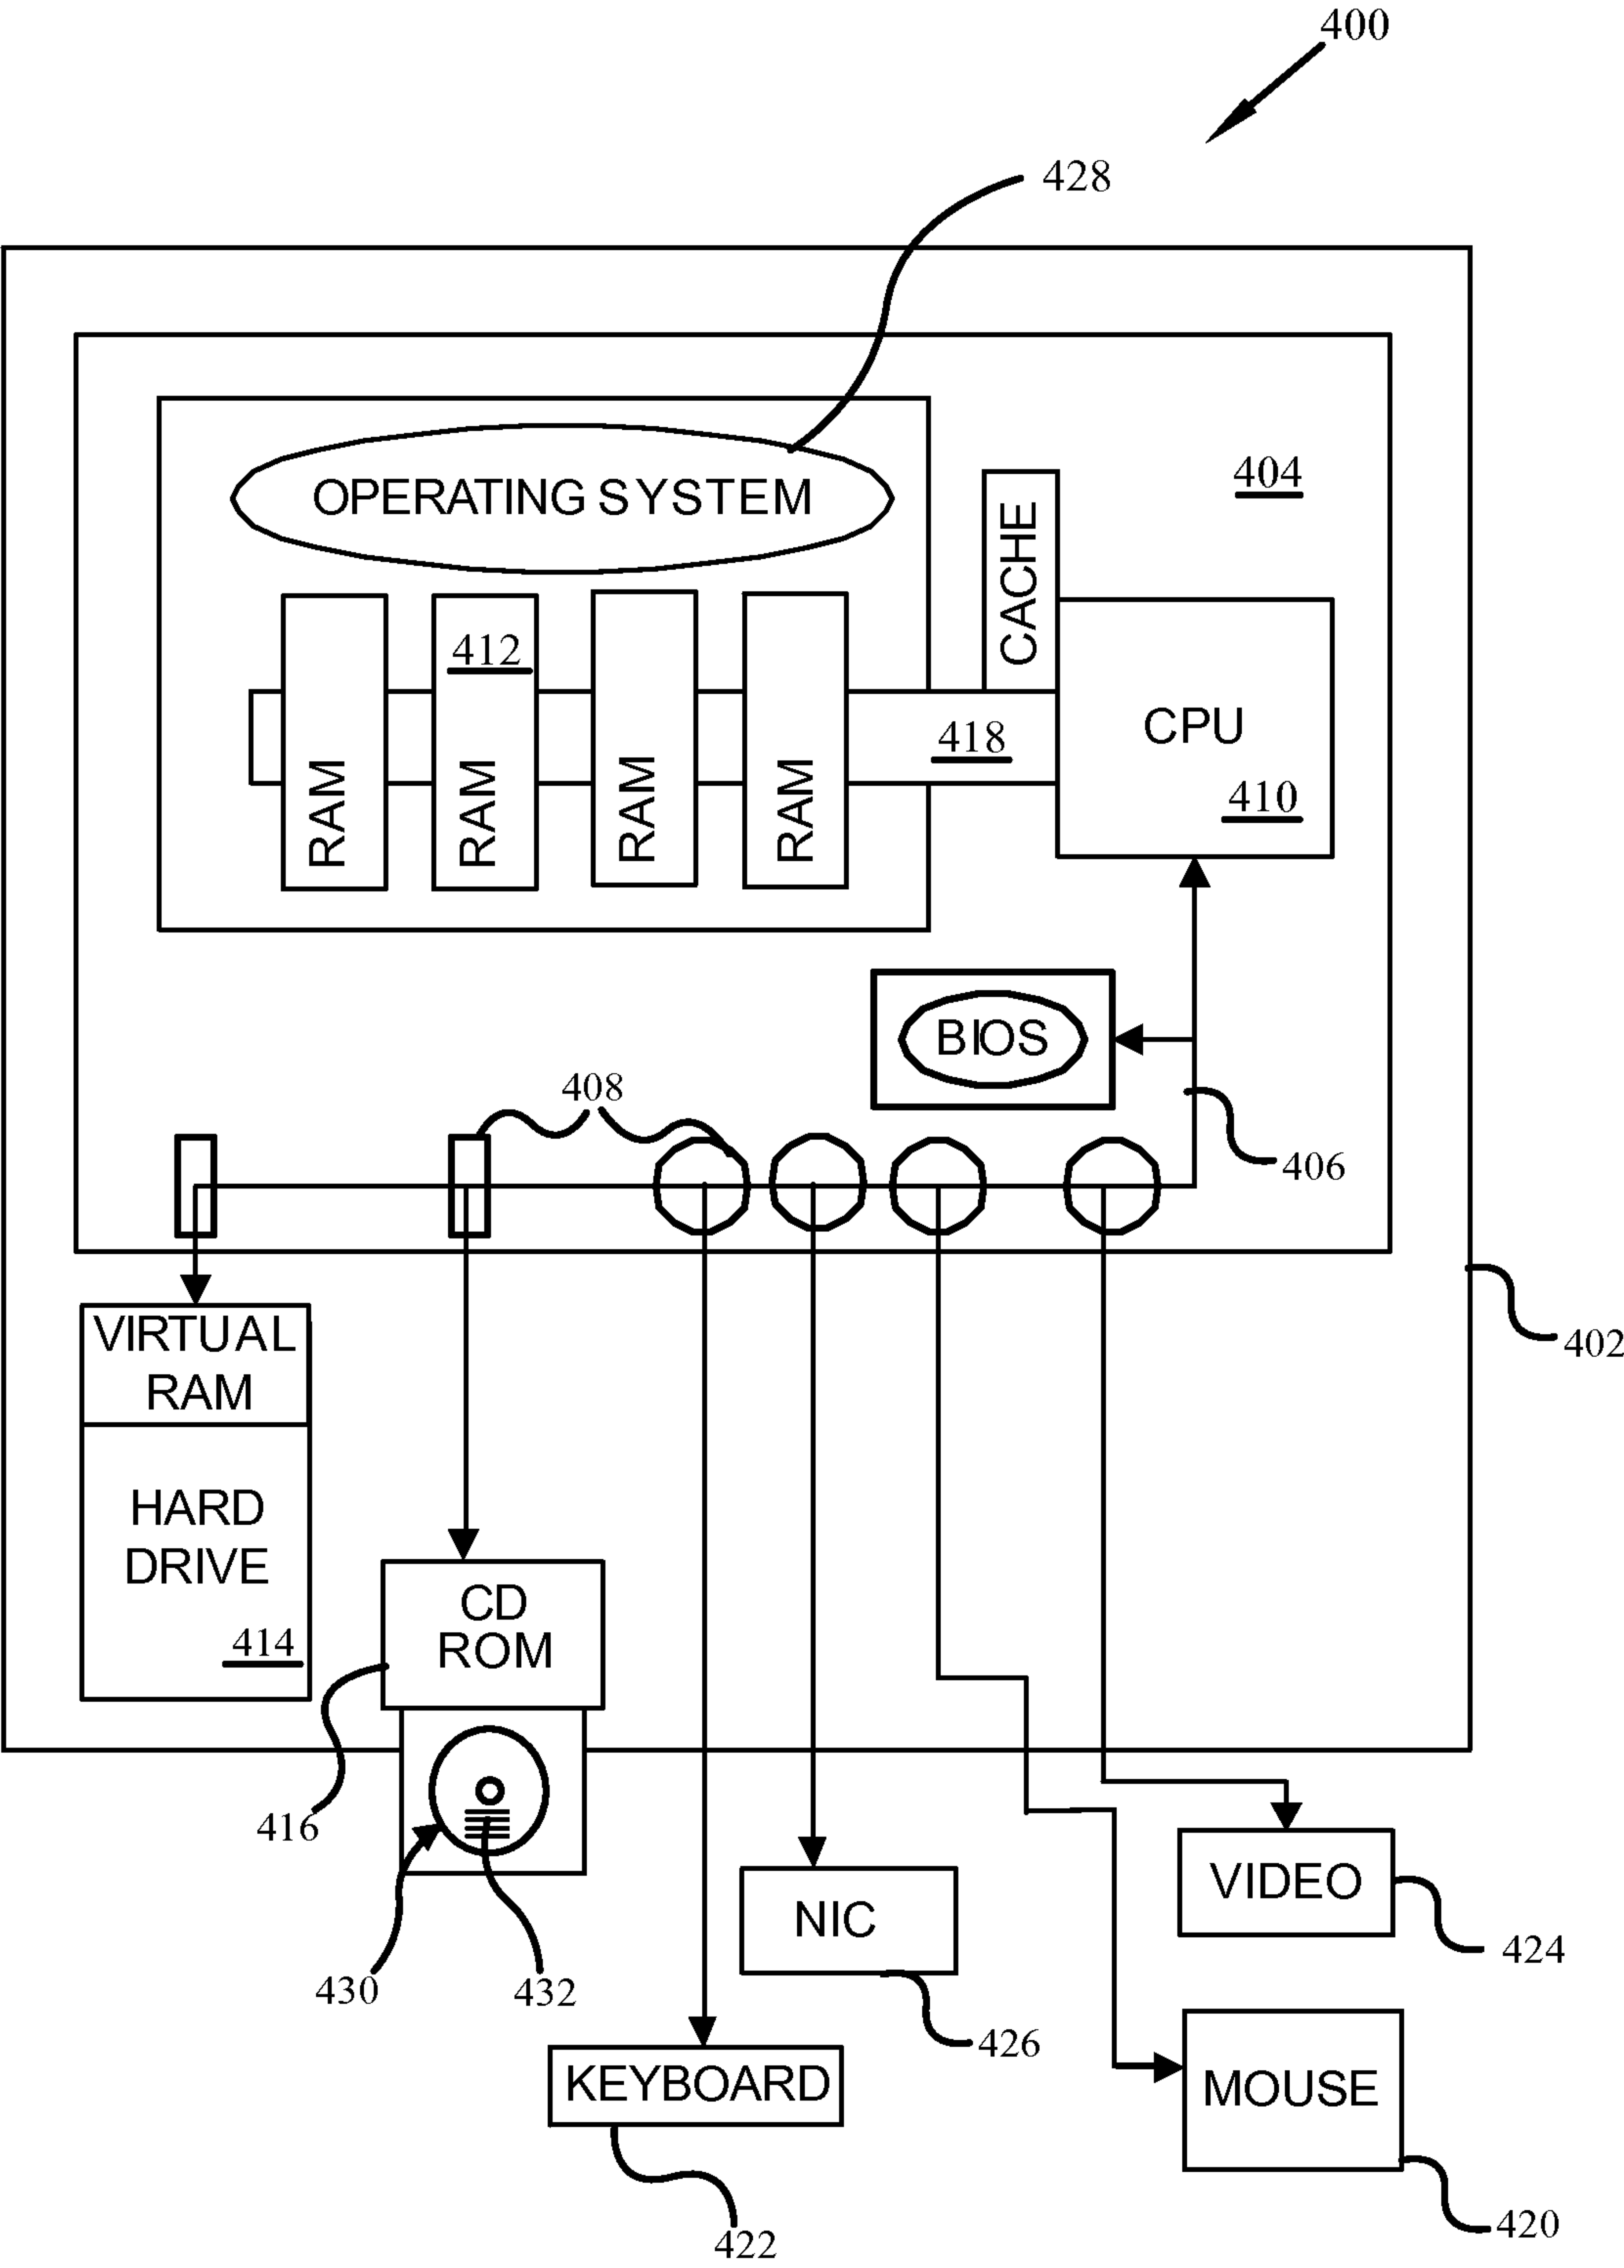 400
428
OPERATING SYSTEM
404
CACHE
412
RAM
RAM
RAM
RAM
418
CPU
410
BIOS
408
406
402
VIRTUAL
RAM
HARD
DRIVE
414
CD
ROM
416
430
432
NIC
426
VIDEO
424
KEYBOARD
422
MOUSE
420